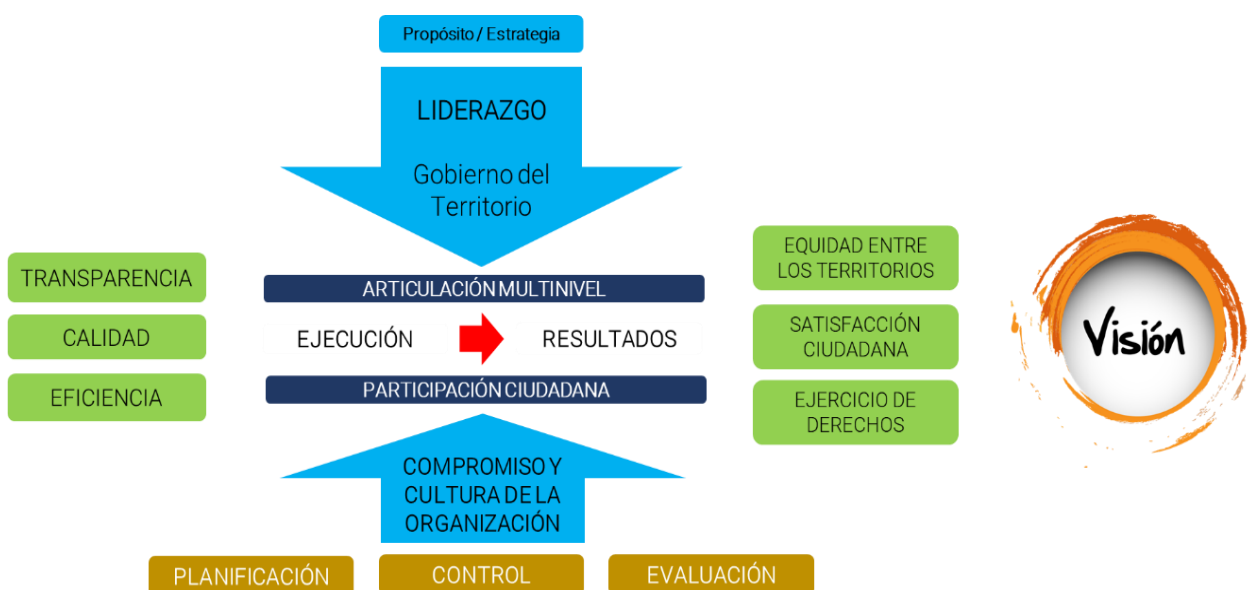 Propósito / Estrategia
LIDERAZGO
Gobierno del
Territorio
TRANSPARENCIA
CALIDAD
EFICIENCIA
ARTICULACIÓN MULTINIVEL
EJECUCIÓN
RESULTADOS
PARTICIPACIÓN CIUDADANA
EQUIDAD ENTRE
LOS TERRITORIOS
SATISFACCIÓN
CIUDADANA
EJERCICIO DE
DERECHOS
Visión
COMPROMISO Y
CULTURA DE LA
ORGANIZACIÓN
PLANIFICACIÓN
CONTROL
EVALUACIÓN